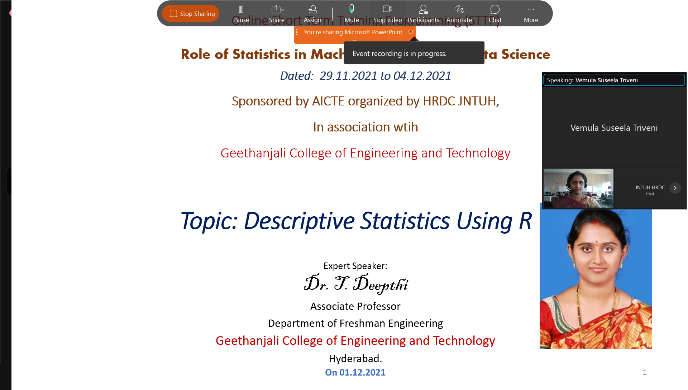 Stop Sharing
Pause
Share
Assign
Mute
Stop video
Participants
Annotate
Chat
More
You're sharing Microsoft PowerPoint
Event recording is in progress.
Role of Statistics in Mach ta Science
Dated: 29.11.2021 to 04.12.2021
Sponsored by AICTE organized by HRDC JNTUH,
In association wtih
Geethanjali College of Engineering and Technology
Speaking: Vemula Suseela Triveni
Vemula Suseela Triveni
JNTUH HRDC
Host
Topic: Descriptive Statistics Using R
Expert Speaker:
Dr. T. Deepthi
Associate Professor
Department of Freshman Engineering
Geethanjali College of Engineering and Technology
Hyderabad.
On 01.12.2021
1